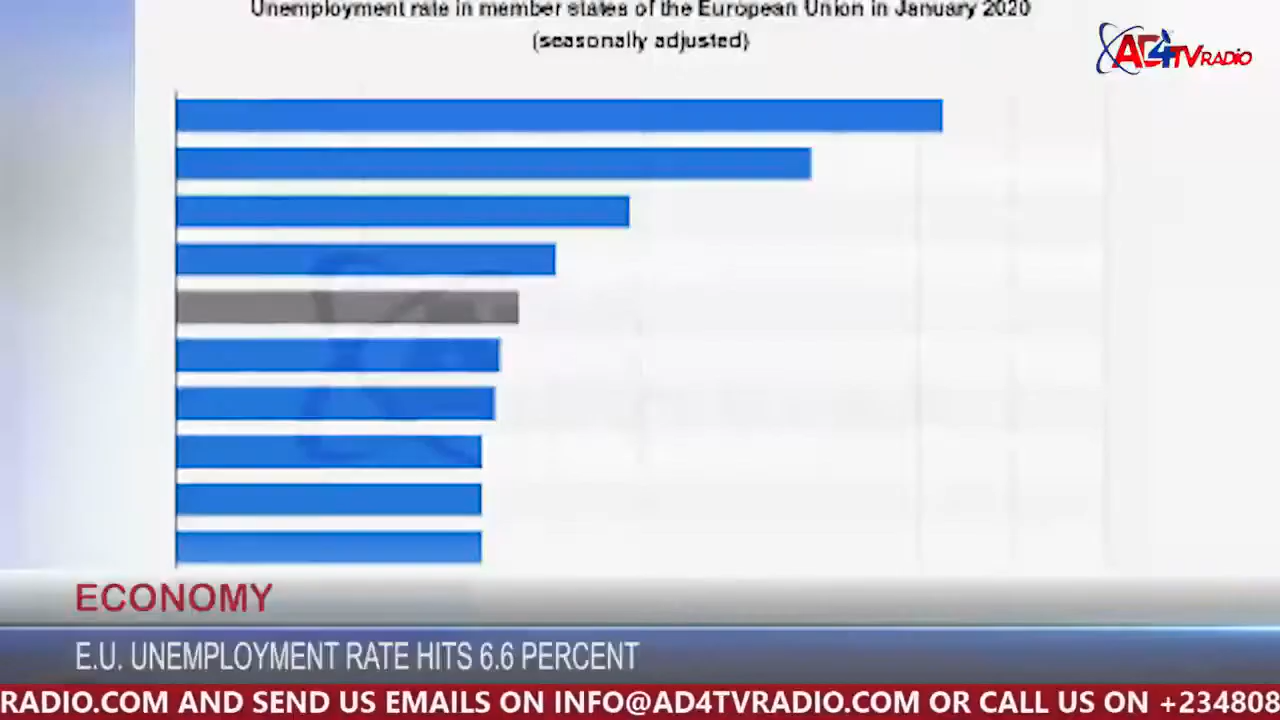 Unemployment rate in member states of the European Union in January 2020
(seasonally adjusted)
AD4TVRADIO
ECONOMY
E.U. UNEMPLOYMENT RATE HITS 6.6 PERCENT
RADIO.COM AND SEND US EMAILS ON INFO@AD4TVRADIO.COM OR CALL US ON +234808